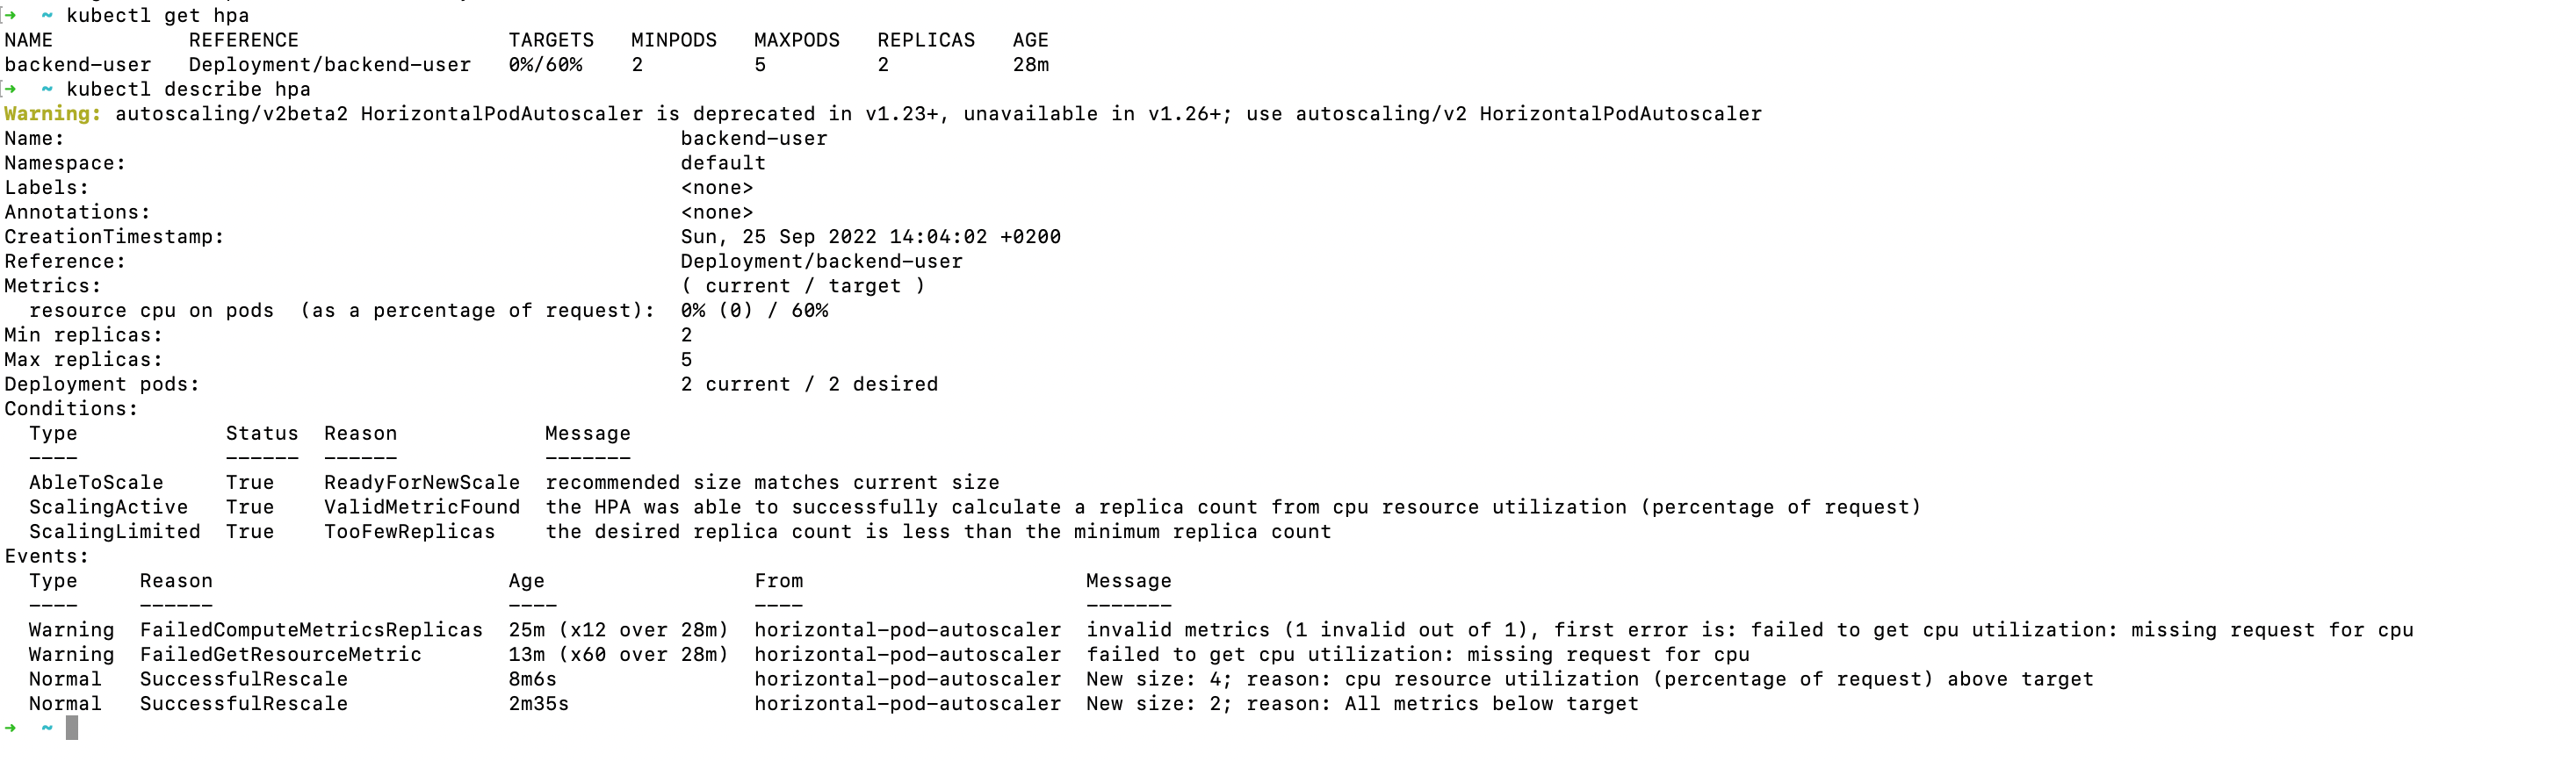 ➜  ~ kubectl get hpa
NAME           REFERENCE                 TARGETS   MINPODS   MAXPODS   REPLICAS   AGE
backend-user   Deployment/backend-user   0%/60%    2         5         2          28m
➜  ~ kubectl describe hpa
Warning: autoscaling/v2beta2 HorizontalPodAutoscaler is deprecated in v1.23+, unavailable in v1.26+; use autoscaling/v2 HorizontalPodAutoscaler
Name:                                                  backend-user
Namespace:                                             default
Labels:                                                <none>
Annotations:                                           <none>
CreationTimestamp:                                     Sun, 25 Sep 2022 14:04:02 +0200
Reference:                                             Deployment/backend-user
Metrics:                                               ( current / target )
  resource cpu on pods  (as a percentage of request):  0% (0) / 60%
Min replicas:                                          2
Max replicas:                                          5
Deployment pods:                                       2 current / 2 desired
Conditions:
  Type            Status  Reason            Message
  ----            ------  ------            -------
  AbleToScale     True    ReadyForNewScale  recommended size matches current size
  ScalingActive   True    ValidMetricFound  the HPA was able to successfully calculate a replica count from cpu resource utilization (percentage of request)
  ScalingLimited  True    TooFewReplicas    the desired replica count is less than the minimum replica count
Events:
  Type     Reason                        Age                 From                       Message
  ----     ------                        ----                ----                       -------
  Warning  FailedComputeMetricsReplicas  25m (x12 over 28m)  horizontal-pod-autoscaler  invalid metrics (1 invalid out of 1), first error is: failed to get cpu utilization: missing request for cpu
  Warning  FailedGetResourceMetric       13m (x60 over 28m)  horizontal-pod-autoscaler  failed to get cpu utilization: missing request for cpu
  Normal   SuccessfulRescale             8m6s                horizontal-pod-autoscaler  New size: 4; reason: cpu resource utilization (percentage of request) above target
  Normal   SuccessfulRescale             2m35s               horizontal-pod-autoscaler  New size: 2; reason: All metrics below target
➜  ~